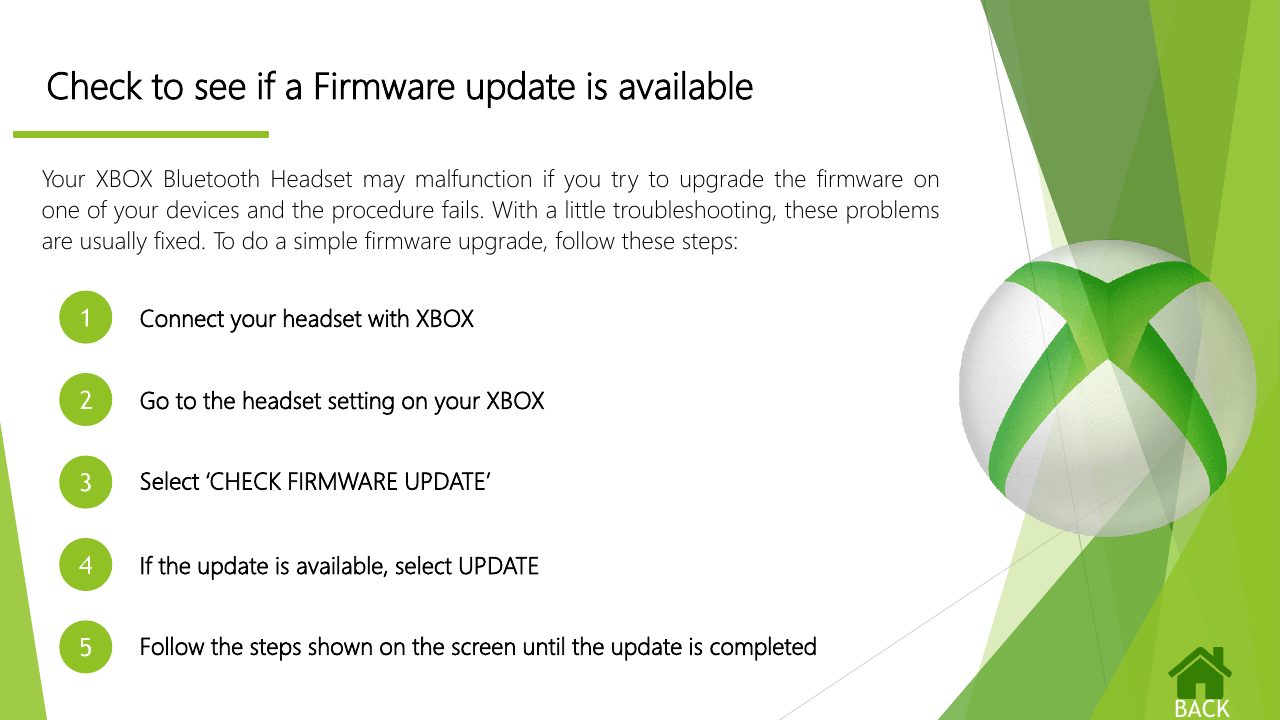 Check to see if a Firmware update is available
Your XBOX Bluetooth Headset may malfunction if you try to upgrade the firmware on
one of your devices and the procedure fails. With a little troubleshooting, these problems
are usually fixed. To do a simple firmware upgrade, follow these steps:
1 Connect your headset with XBOX
2 Go to the headset setting on your XBOX
3 Select ‘CHECK FIRMWARE UPDATE’
4 If the update is available, select UPDATE
5 Follow the steps shown on the screen until the update is completed
BACK